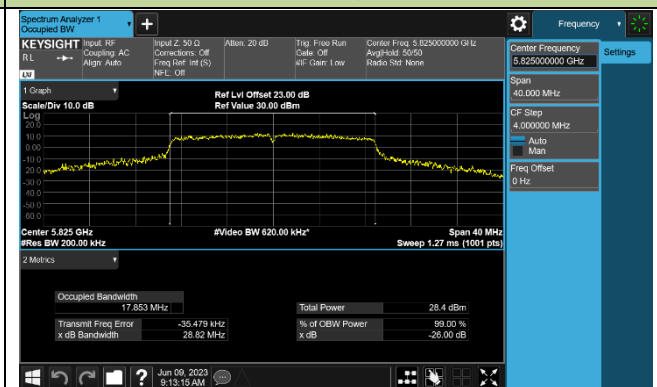 Spectrum Analyzer 1
Occupied BW
+
Frequency
KEYSIGHT
RL
LXI
Input: RF
Coupling: AC
Align: Auto
Input Z: 50 Ω
Corrections: Off
Freq Ref: Int (S)
NFE: Off
Atten: 20 dB
Trig: Free Run
Gate: Off
#IF Gain: Low
Center Freq: 5.825000000 GHz
Avg|Hold: 50/50
Radio Std: None
Center Frequency
5.825000000 GHz
Settings
Span
40.000 MHz
CF Step
4.000000 MHz
Auto
Man
Freq Offset
0 Hz
1 Graph
Scale/Div 10.0 dB
Ref Lvl Offset 23.00 dB
Ref Value 30.00 dBm
Log
20.0
10.0
0.00
-10.0
-20.0
-30.0
-40.0
-50.0
-60.0
Center 5.825 GHz
#Video BW 620.00 kHz*
Span 40 MHz
#Res BW 200.00 kHz
Sweep 1.27 ms (1001 pts)
2 Metrics
Occupied Bandwidth
17.853 MHz
Total Power
28.4 dBm
Transmit Freq Error
-35.479 kHz
% of OBW Power
99.00 %
x dB Bandwidth
28.82 MHz
x dB
-26.00 dB
?
Jun 09, 2023
9:13:15 AM